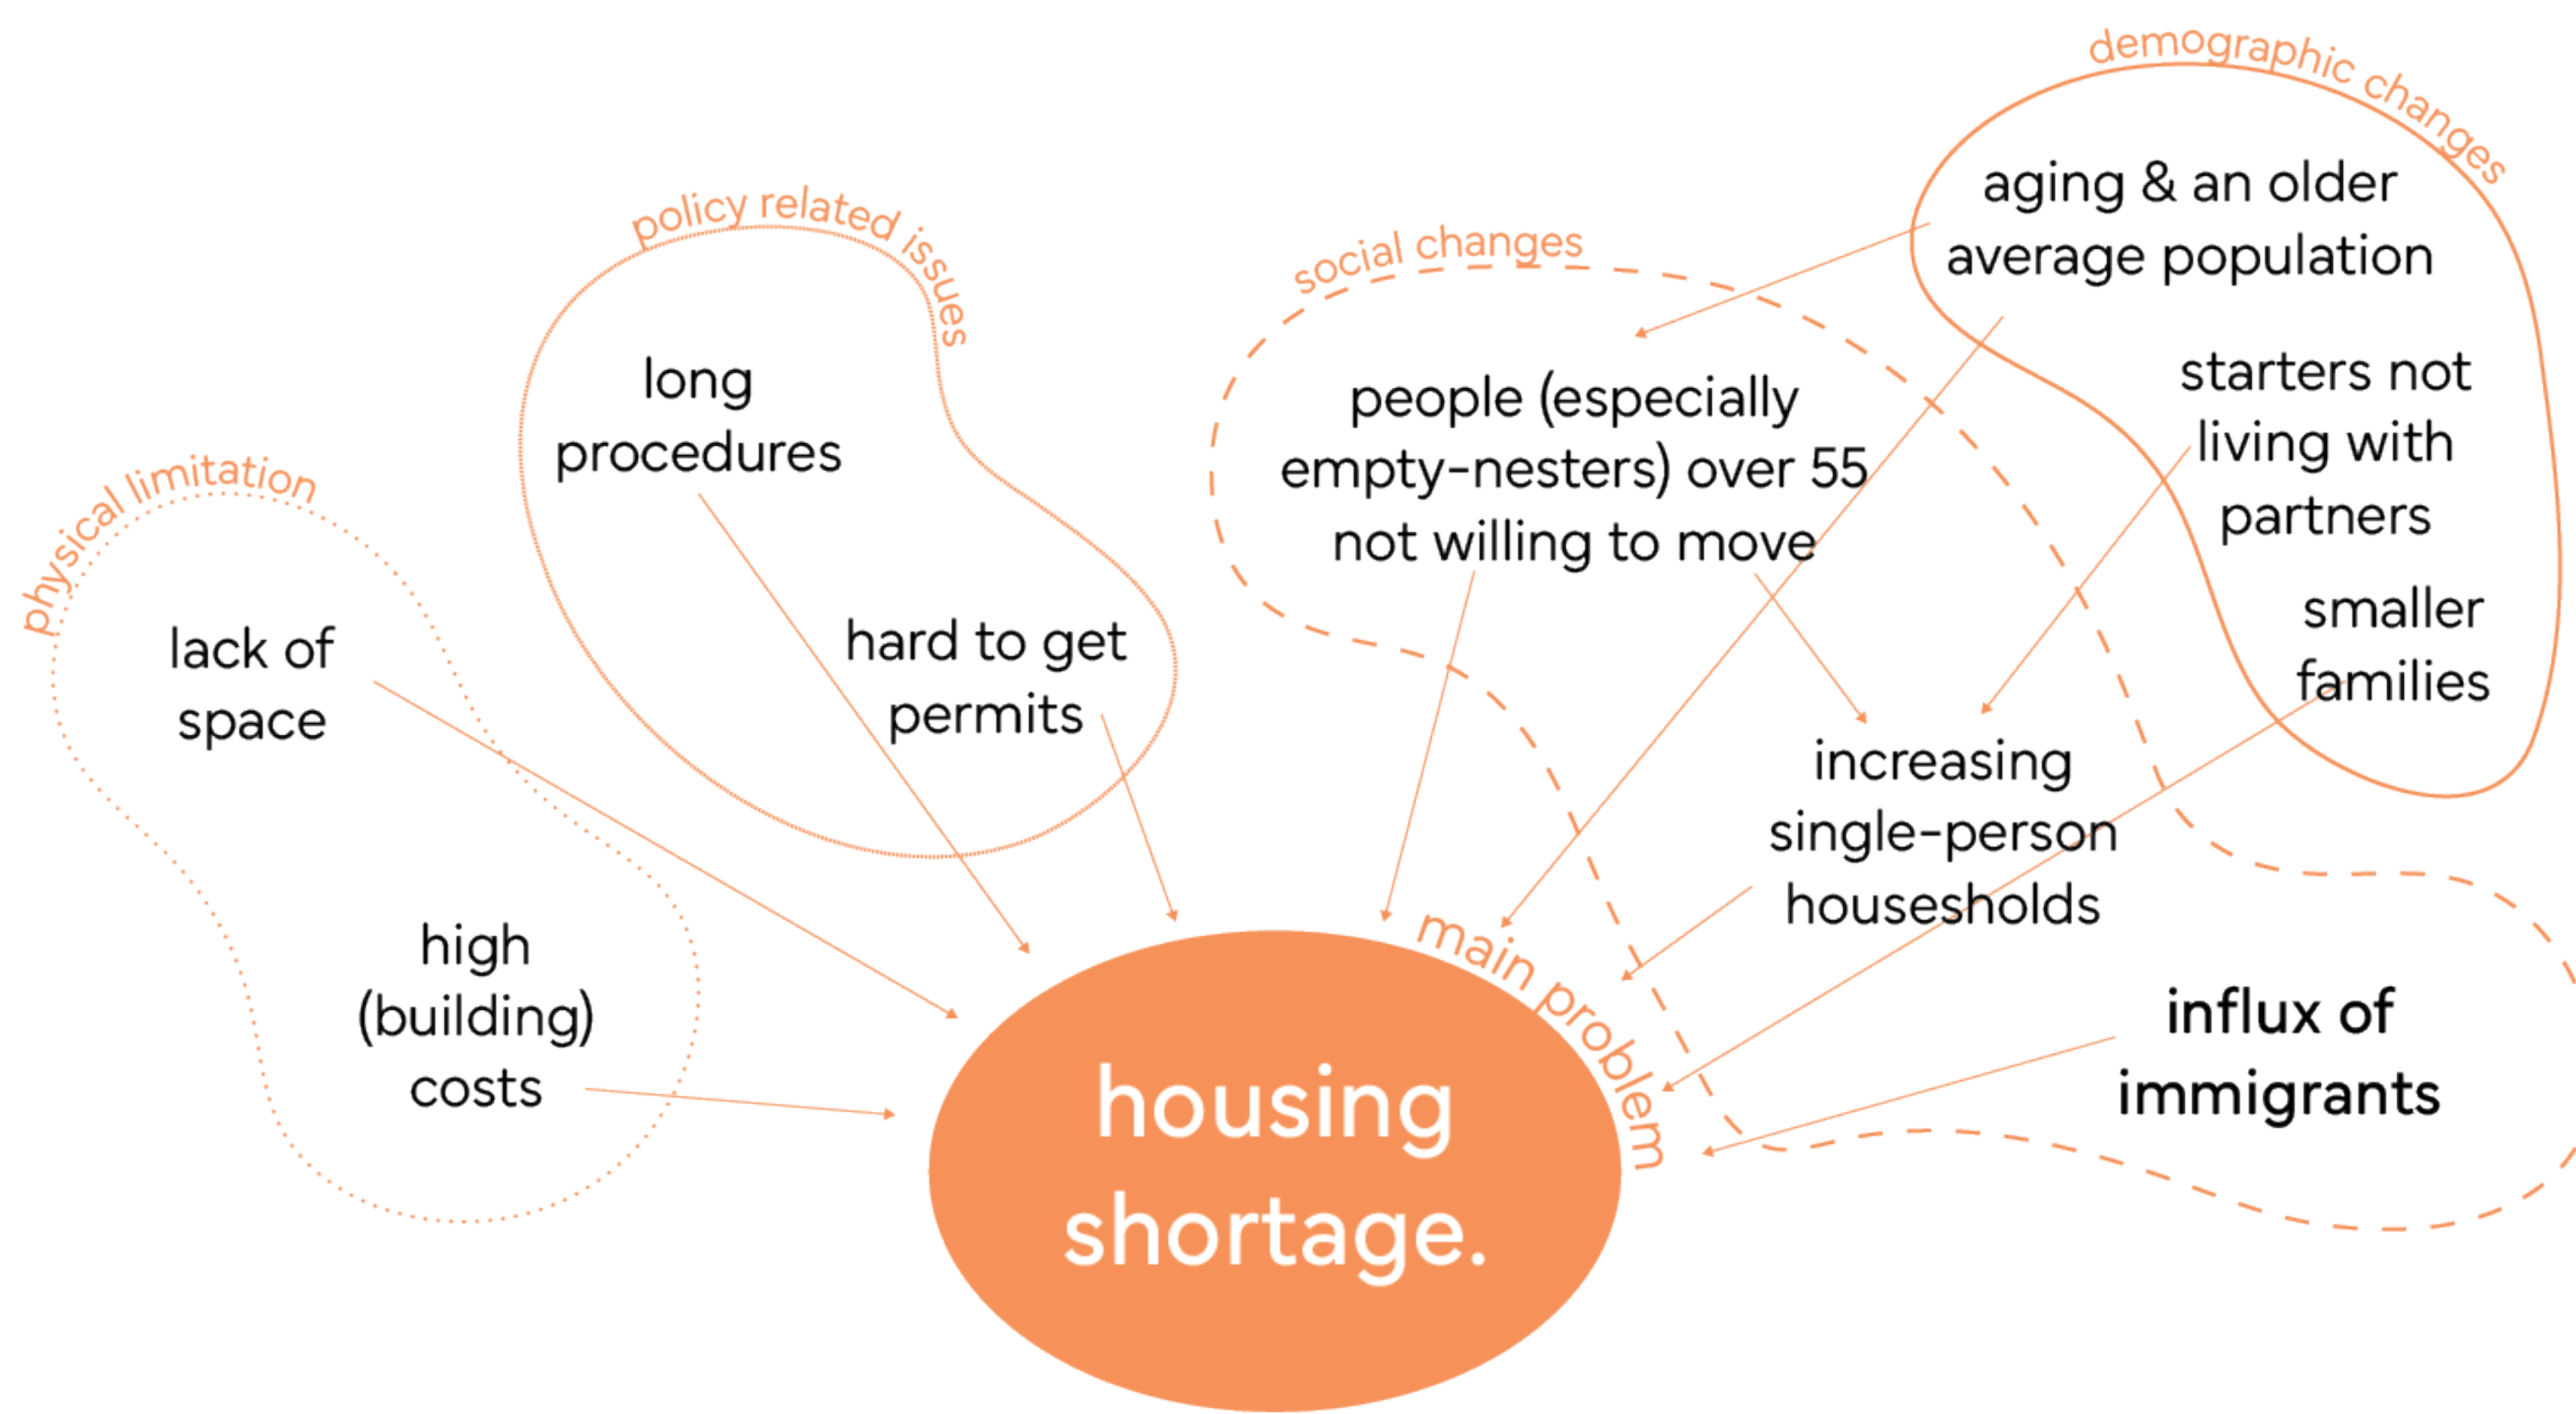 demographic changes
aging & an older
average population
starters not
living with
partners
smaller
families
social changes
people (especially
empty-nesters) over 55
not willing to move
increasing
single-person
housesholds
influx of
immigrants
policy related issues
long
procedures
hard to get
permits
physical limitation
lack of
space
high
(building)
costs
main problem
housing
shortage.